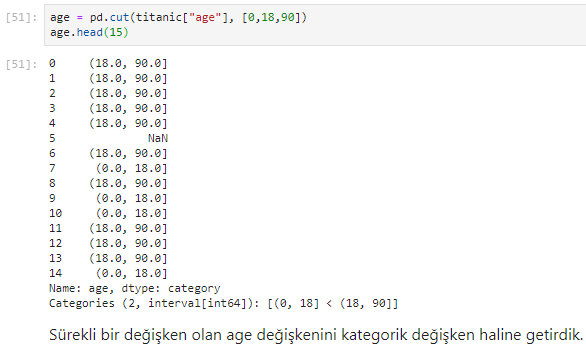 [51]: age = pd.cut(titanic["age"], [0,18,90])
age.head(15)
[51]: 0     (18.0, 90.0]
1     (18.0, 90.0]
2     (18.0, 90.0]
3     (18.0, 90.0]
4     (18.0, 90.0]
5              NaN
6     (18.0, 90.0]
7      (0.0, 18.0]
8     (18.0, 90.0]
9      (0.0, 18.0]
10     (0.0, 18.0]
11    (18.0, 90.0]
12    (18.0, 90.0]
13    (18.0, 90.0]
14     (0.0, 18.0]
Name: age, dtype: category
Categories (2, interval[int64]): [(0, 18] < (18, 90]]
Sürekli bir değişken olan age değişkenini kategorik değişken haline getirdik.